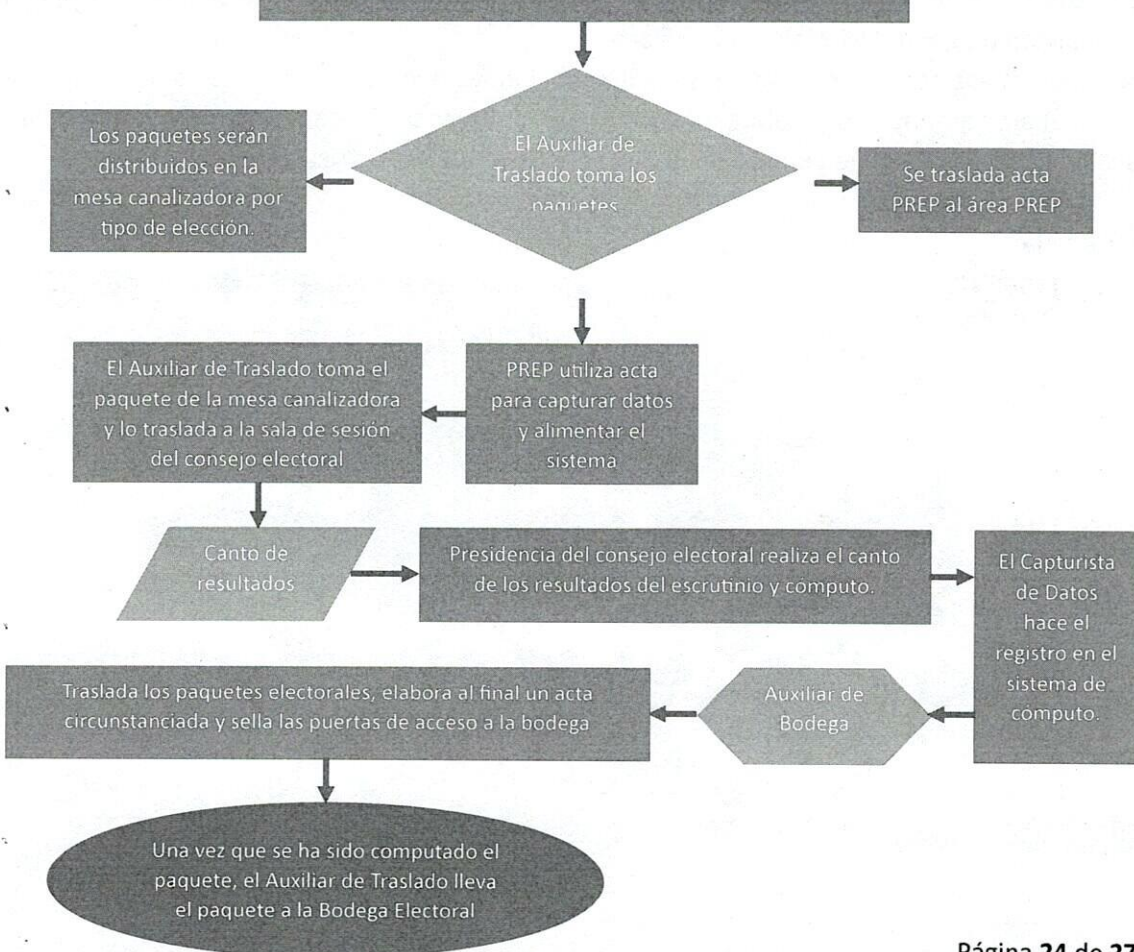 El Auxiliar de
Traslado toma los
paquetes
Los paquetes serán
distribuidos en la
mesa canalizadora por
tipo de elección.
Se traslada acta
PREP al área PREP
PREP utiliza acta
para capturar datos
y alimentar el
sistema
El Auxiliar de Traslado toma el
paquete de la mesa canalizadora
y lo traslada a la sala de sesión
del consejo electoral
Canto de
resultados
Presidencia del consejo electoral realiza el canto
de los resultados del escrutinio y cómputo.
El Capturista
de Datos
hace el
registro en el
sistema de
cómputo.
Auxiliar de
Bodega
Traslada los paquetes electorales, elabora al final un acta
circunstanciada y sella las puertas de acceso a la bodega
Una vez que se ha sido computado el
paquete, el Auxiliar de Traslado lleva
el paquete a la Bodega Electoral
Página 24 de 27